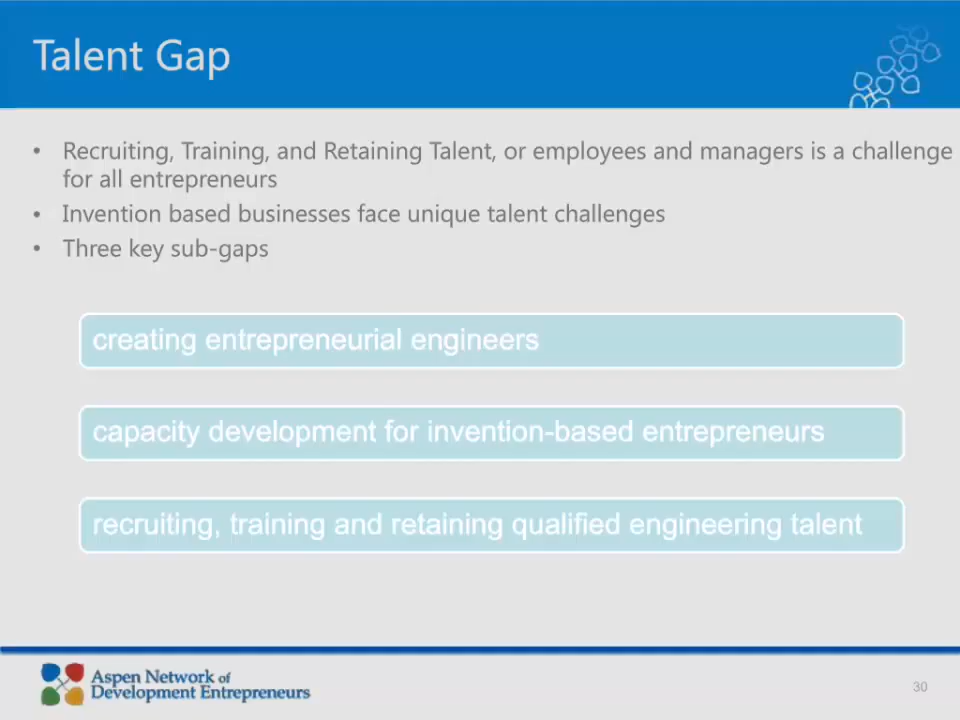 Talent Gap
• Recruiting, Training, and Retaining Talent, or employees and managers is a challenge
for all entrepreneurs
• Invention based businesses face unique talent challenges
• Three key sub-gaps
creating entrepreneurial engineers
capacity development for invention-based entrepreneurs
recruiting, training and retaining qualified engineering talent
Aspen Network of
Development Entrepreneurs
30